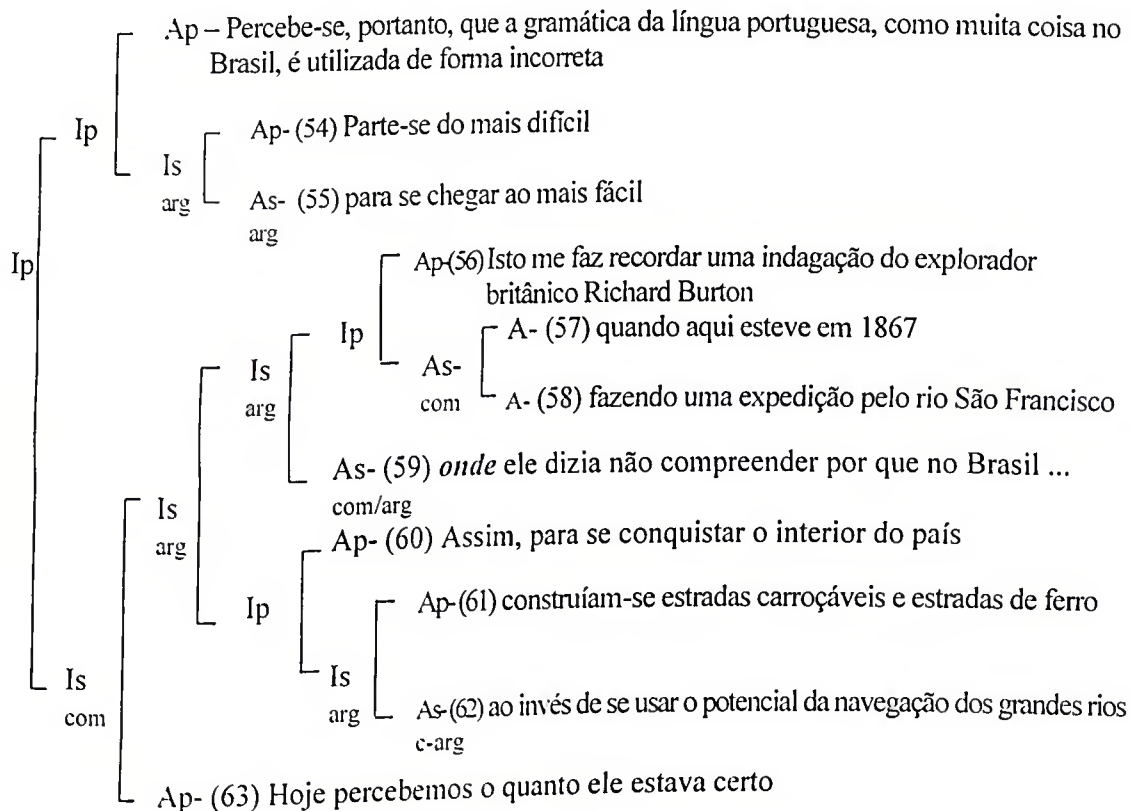 Ap – Percebe-se, portanto, que a gramática da língua portuguesa, como muita coisa no
Brasil, é utilizada de forma incorreta
Ip
Ap- (54) Parte-se do mais difícil
Is
arg
As- (55) para se chegar ao mais fácil
arg
Ip
Ap-(56) Isto me faz recordar uma indagação do explorador
britânico Richard Burton
Ip
A- (57) quando aqui esteve em 1867
Is
arg
As-
com
A- (58) fazendo uma expedição pelo rio São Francisco
As- (59) onde ele dizia não compreender por que no Brasil ...
com/arg
Is
arg
Ap- (60) Assim, para se conquistar o interior do país
Ip
Ap-(61) construíam-se estradas carroçáveis e estradas de ferro
Is
arg
As-(62) ao invés de se usar o potencial da navegação dos grandes rios
c-arg
Is
com
Ap- (63) Hoje percebemos o quanto ele estava certo